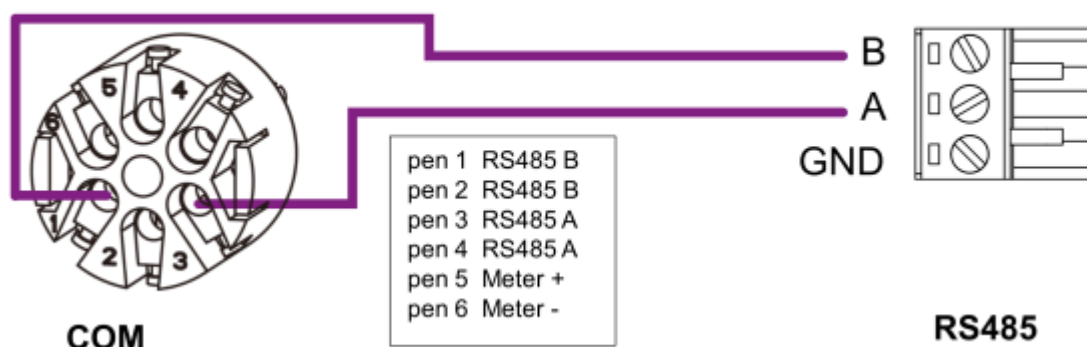 B
A
GND
5
4
6
1
2
3
pen 1 RS485 B
pen 2 RS485 B
pen 3 RS485 A
pen 4 RS485 A
pen 5 Meter +
pen 6 Meter -
COM
RS485